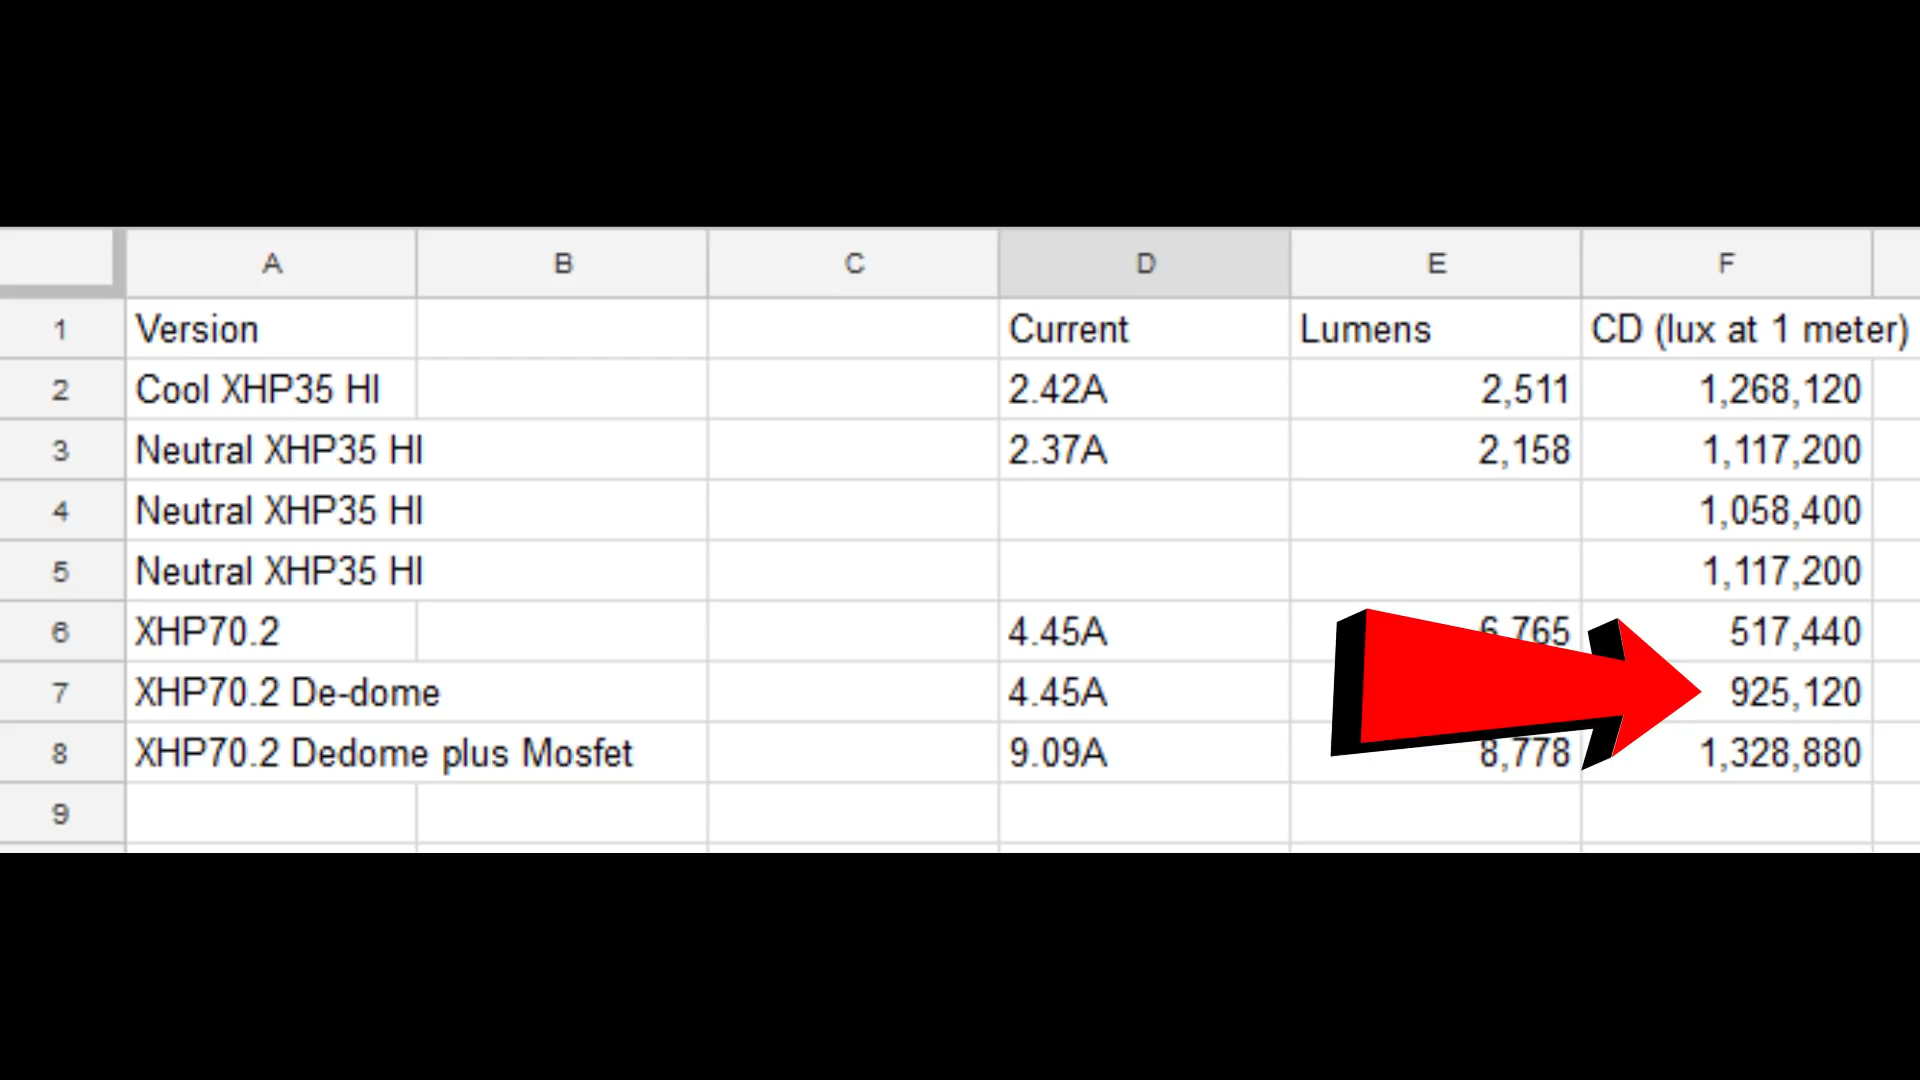 A B C D E F
1 Version Current Lumens CD (lux at 1 meter)
2 Cool XHP35 HI 2.42A 2,511 1,268,120
3 Neutral XHP35 HI 2.37A 2,158 1,117,200
4 Neutral XHP35 HI 1,058,400
5 Neutral XHP35 HI 1,117,200
6 XHP70.2 4.45A 6,765 517,440
7 XHP70.2 De-dome 4.45A 925,120
8 XHP70.2 Dedome plus Mosfet 9.09A 8,778 1,328,880
9